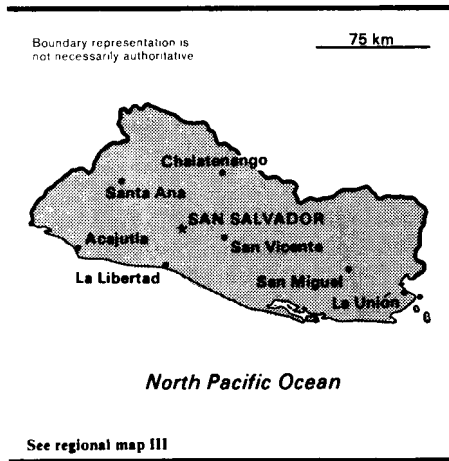 Boundary representation is
not necessarily authoritative
75 km
Chalatenango
Santa Ana
SAN SALVADOR
Acajutla
San Vicente
La Libertad
San Miguel
La Unión
North Pacific Ocean
See regional map III